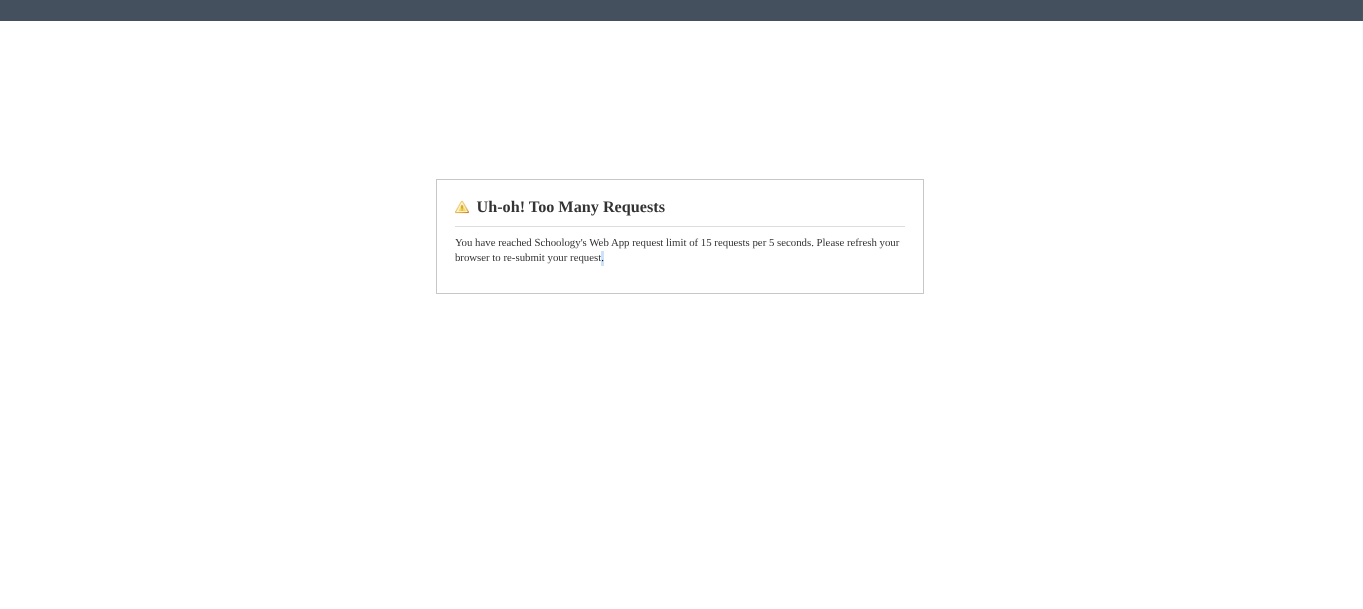 Uh-oh! Too Many Requests
You have reached Schoology's Web App request limit of 15 requests per 5 seconds. Please refresh your
browser to re-submit your request.